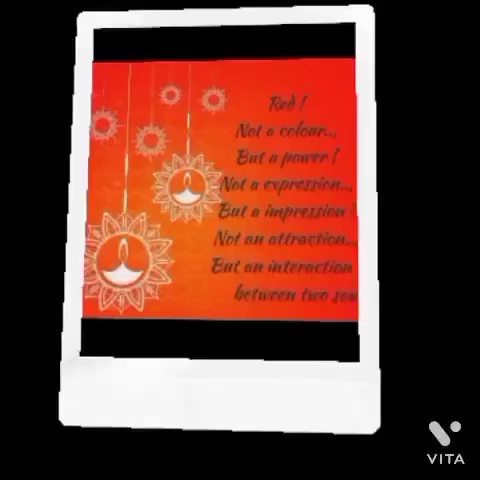 Red !
Not a colour..,
But a power !
Not a expression..,
But a impression !
Not an attraction..,
But an interaction
between two
VITA